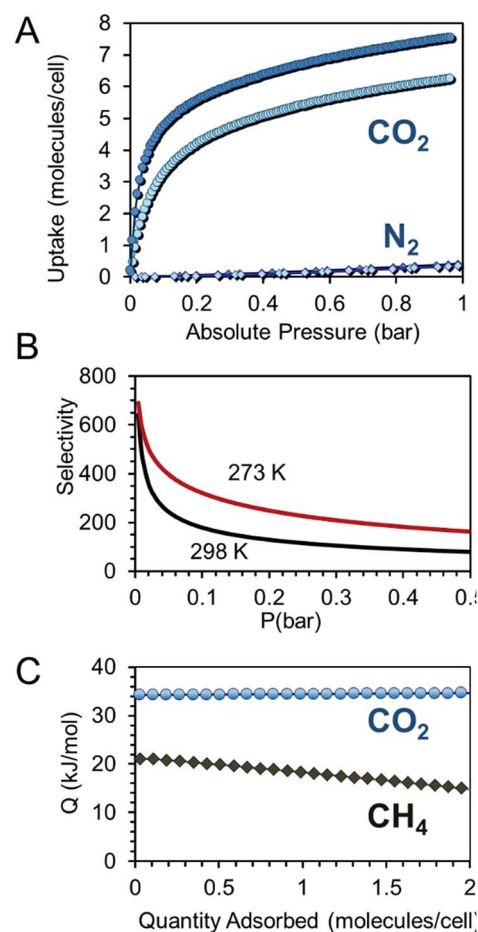 A
8
7
6
5
4
3
2
1
0
Uptake (molecules/cell)
CO2
N2
0 0.2 0.4 0.6 0.8 1
Absolute Pressure (bar)
B
800
600
400
200
0
Selectivity
273 K
298 K
0 0.1 0.2 0.3 0.4 0.5
P(bar)
C
40
30
20
10
0
Q (kJ/mol)
CO2
CH4
0 0.5 1 1.5 2
Quantity Adsorbed (molecules/cell)